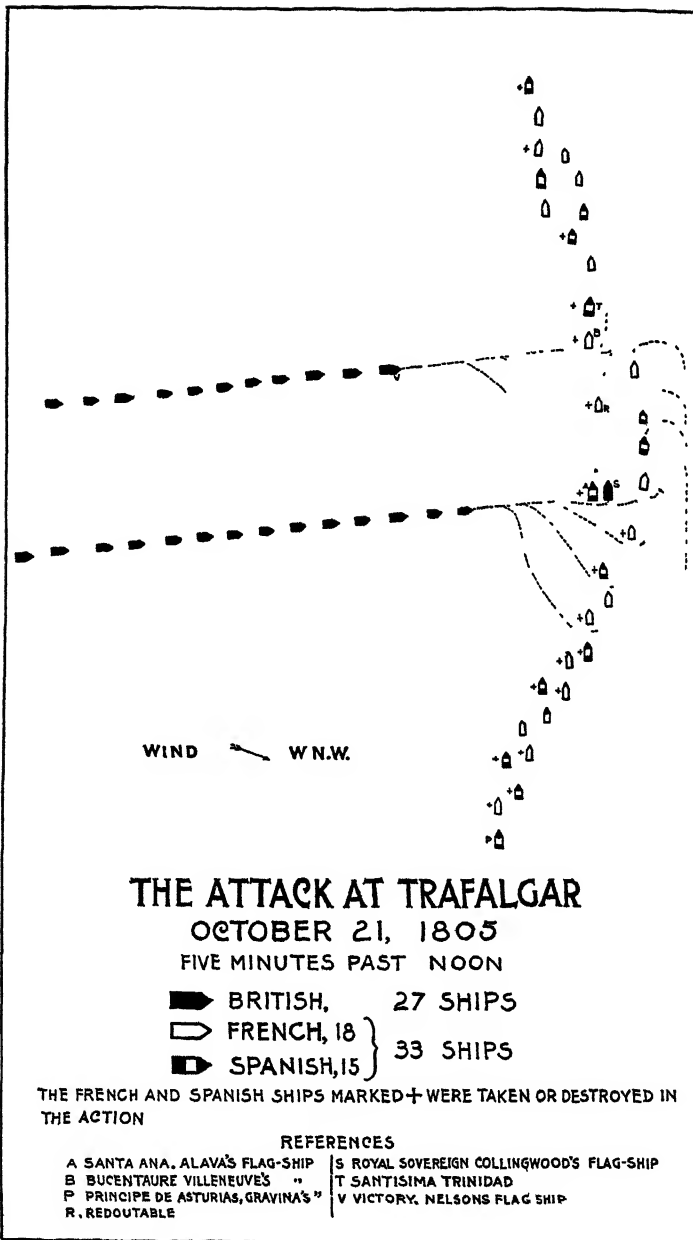 T
B
V
R
A S
WIND W N.W.
P
THE ATTACK AT TRAFALGAR
OCTOBER 21, 1805
FIVE MINUTES PAST NOON
BRITISH, 27 SHIPS
FRENCH, 18
33 SHIPS
SPANISH, 15
THE FRENCH AND SPANISH SHIPS MARKED + WERE TAKEN OR DESTROYED IN
THE ACTION
REFERENCES
A SANTA ANA. ALAVA'S FLAG-SHIP
B BUCENTAURE VILLENEUVE'S "
P PRINCIPE DE ASTURIAS, GRAVINA'S "
R. REDOUTABLE
S ROYAL SOVEREIGN COLLINGWOOD'S FLAG-SHIP
T SANTISIMA TRINIDAD
V VICTORY. NELSONS FLAG SHIP